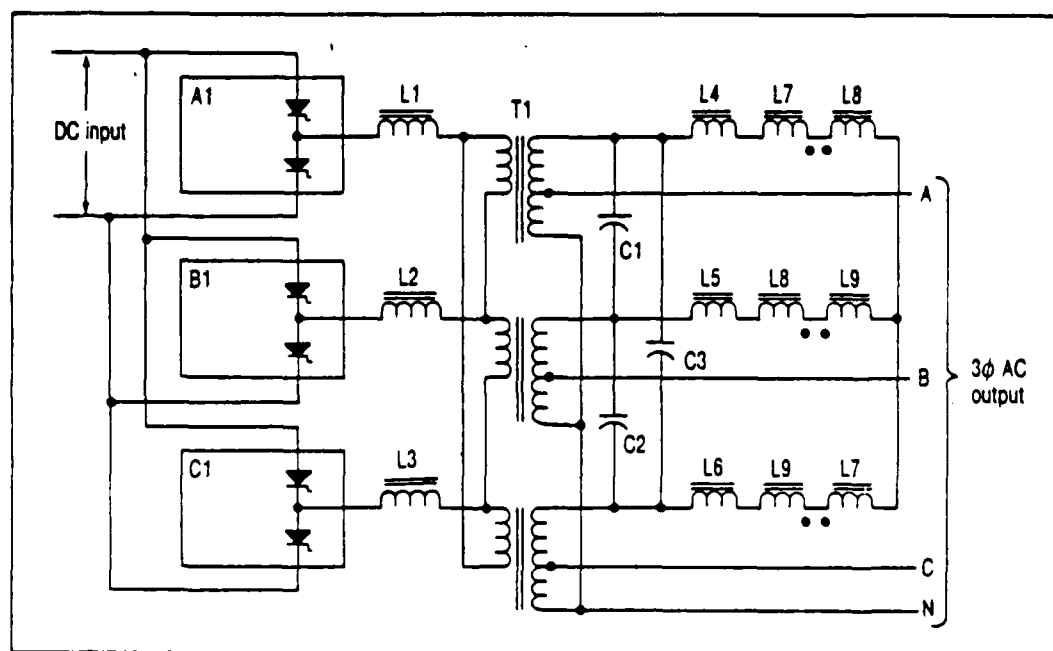 A1
L1
T1
L4 L7 L8
DC input
A
C1
B1
L2
L5 L8 L9
C3
B
3ϕ AC
output
C2
C1
L3
L6 L9 L7
C
N